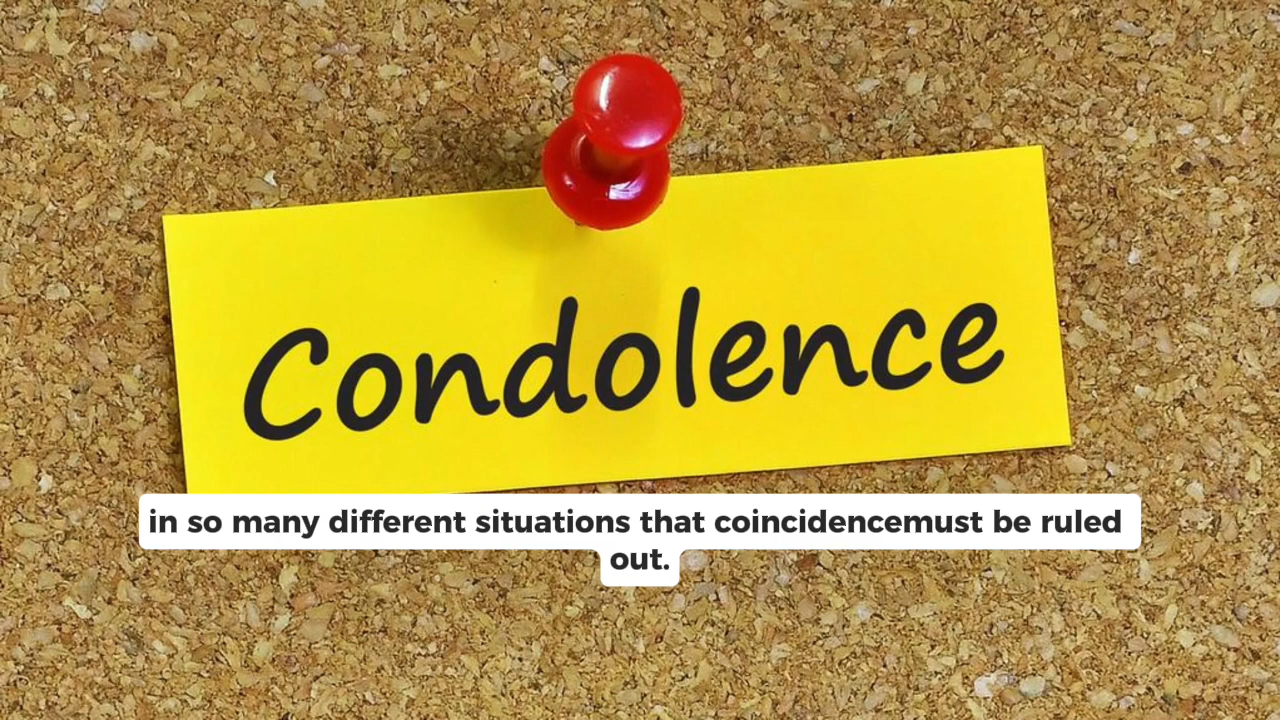 Condolence
in so many different situations that coincidencemust be ruled
out.